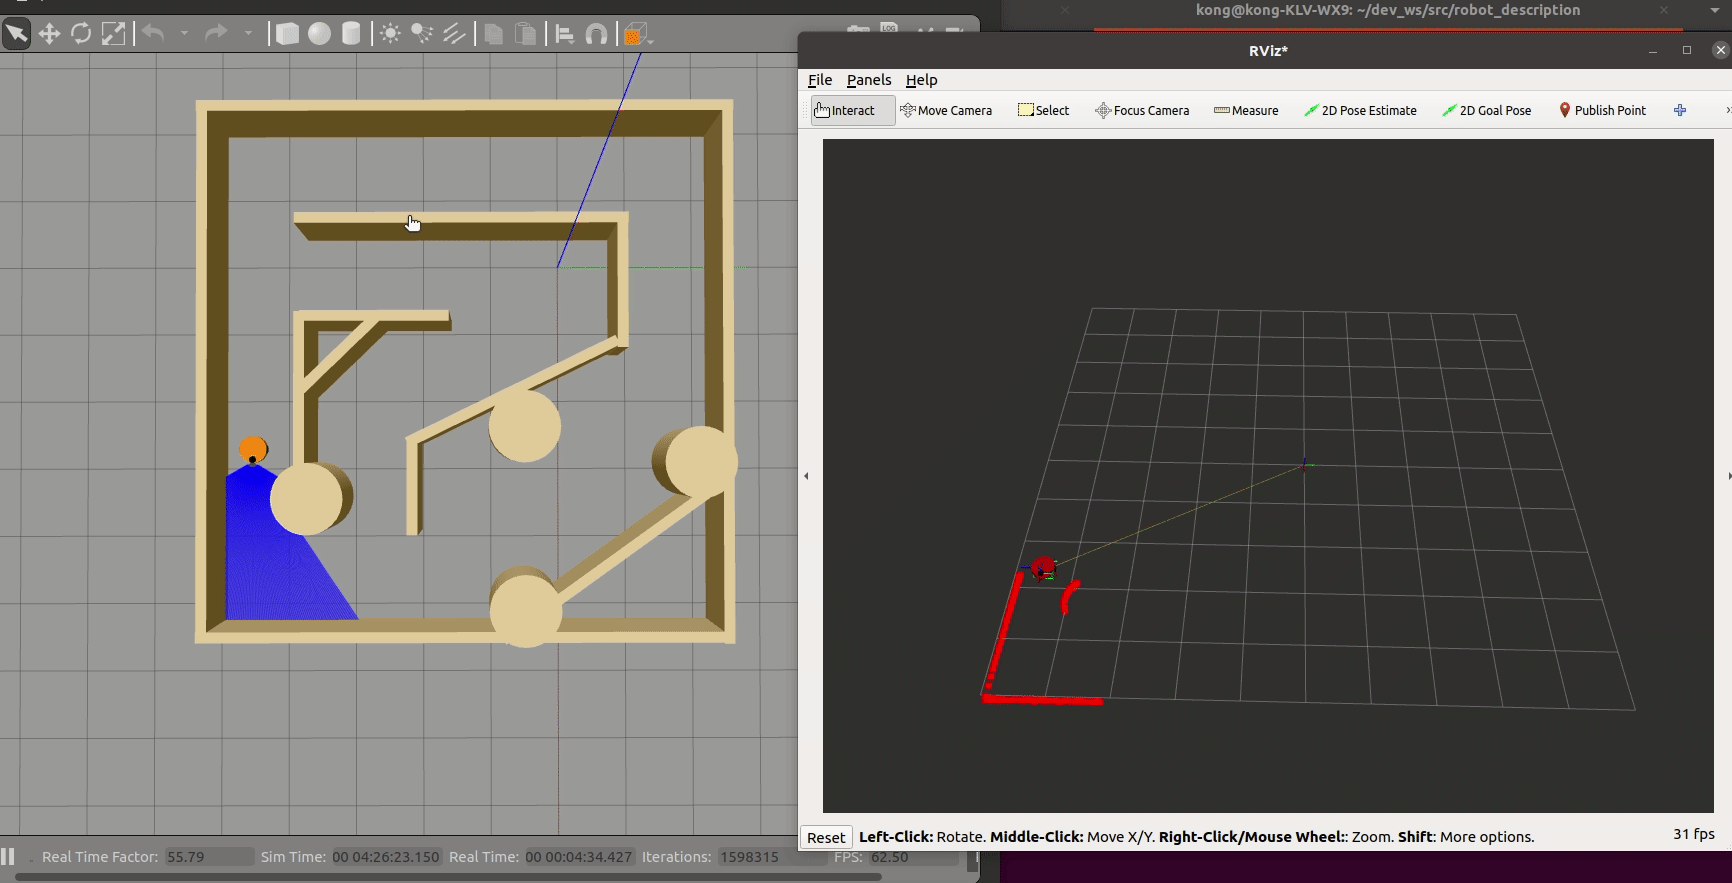 kong@kong-KLV-WX9: ~/dev_ws/src/robot_description
LOG
RViz*
File Panels Help
Interact Move Camera Select Focus Camera Measure 2D Pose Estimate 2D Goal Pose Publish Point
Reset Left-Click: Rotate. Middle-Click: Move X/Y. Right-Click/Mouse Wheel:: Zoom. Shift: More options. 31 fps
Real Time Factor: 55.79 Sim Time: 00 04:26:23.150 Real Time: 00 00:04:34.427 Iterations: 1598315 FPS: 62.50